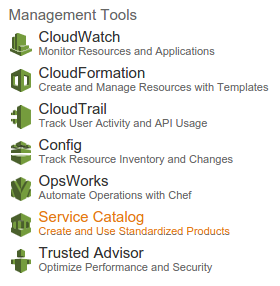 Management Tools
CloudWatch
Monitor Resources and Applications
CloudFormation
Create and Manage Resources with Templates
CloudTrail
Track User Activity and API Usage
Config
Track Resource Inventory and Changes
OpsWorks
Automate Operations with Chef
Service Catalog
Create and Use Standardized Products
Trusted Advisor
Optimize Performance and Security